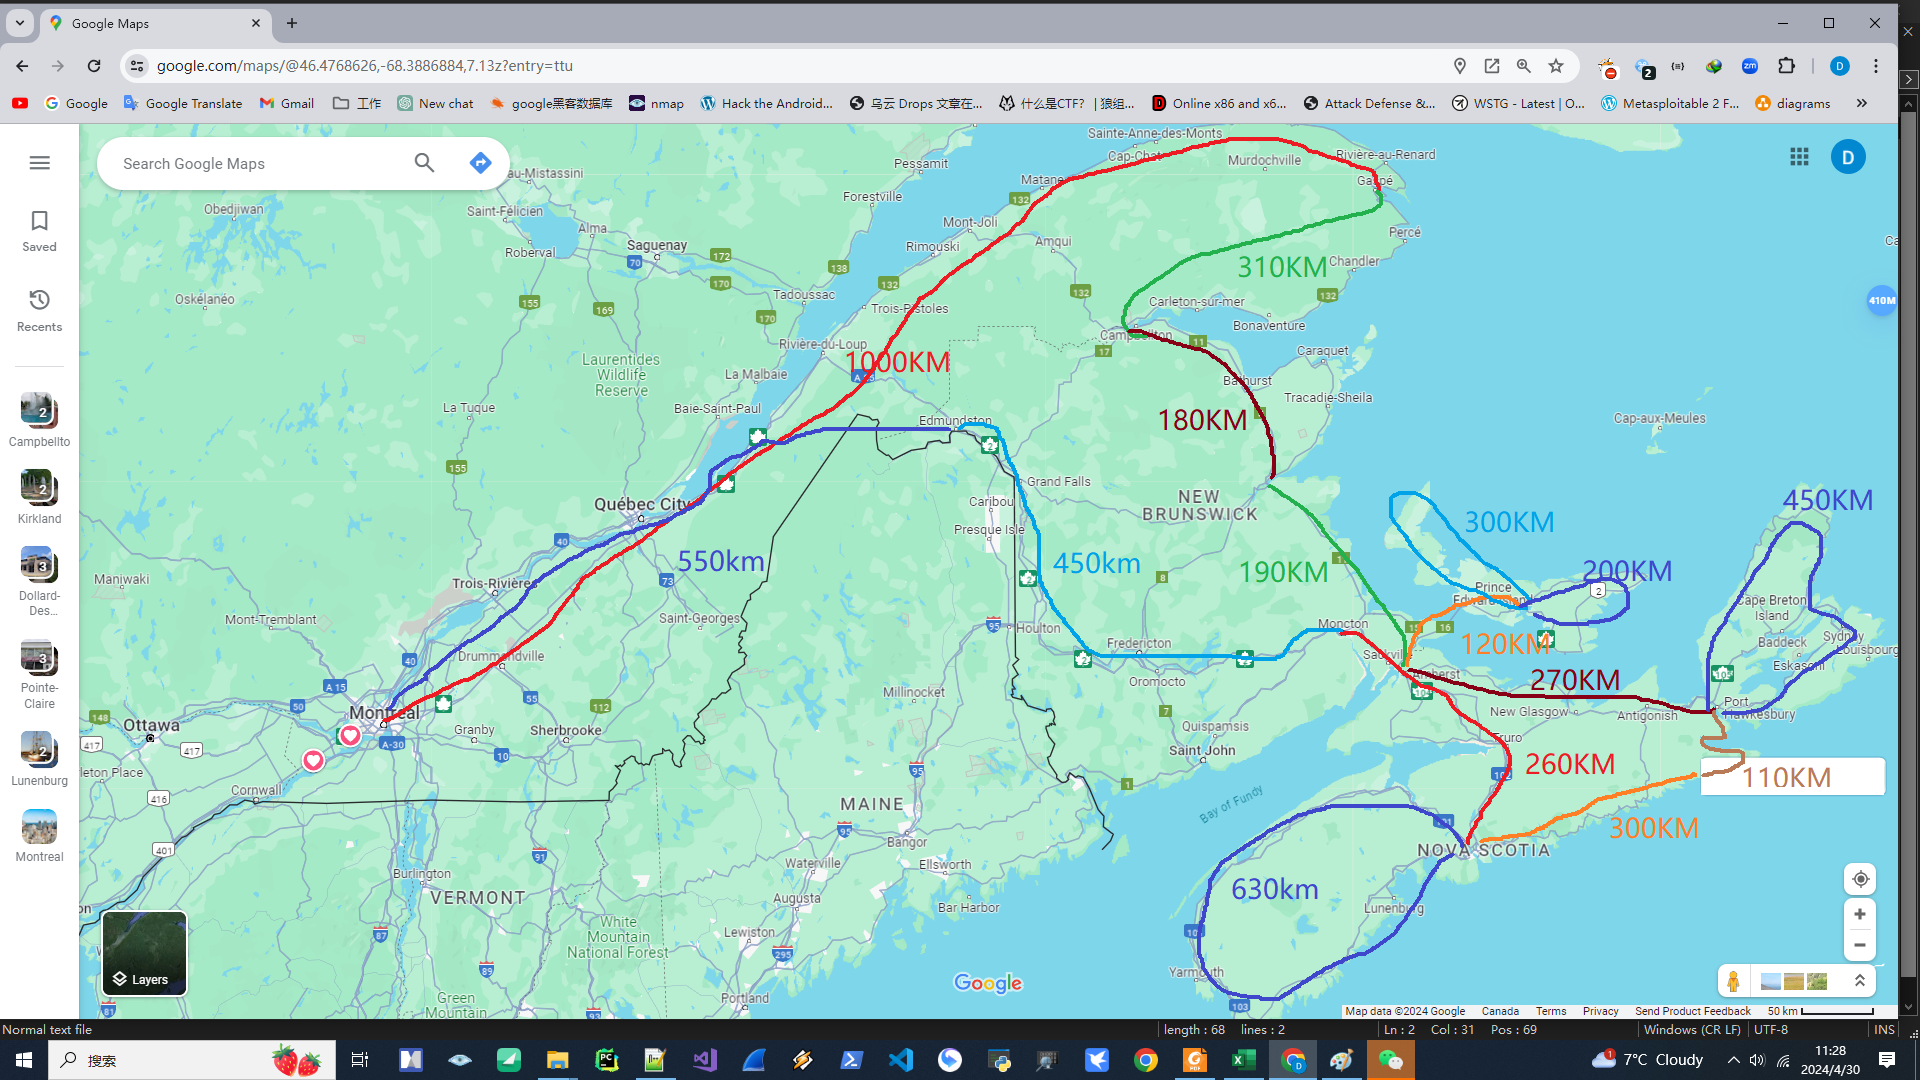 Google Maps
google.com/maps/@46.4768626,-68.3886884,7.13z?entry=ttu
2
zm
D
Google
Google Translate
Gmail
工作
New chat
google黑客数据库
nmap
Hack the Android...
乌云 Drops 文章在...
什么是CTF? | 狼组...
Online x86 and x6...
Attack Defense &...
WSTG - Latest | O...
Metasploitable 2 F...
diagrams
Search Google Maps
D
Saved
Recents
2
Campbellto
2
Kirkland
3
Dollard-
Des...
3
Pointe-
Claire
2
Lunenburg
Montreal
Obedjiwan
Oskélanéo
Saint-Félicien
Roberval
Alma
Saguenay
Pessamit
Forestville
Sainte-Anne-des-Monts
Cap-Chat
Murdochville
Rivière-au-Renard
Matane
Gaspé
Mont-Joli
Rimouski
Amqui
Percé
Chandler
310KM
Tadoussac
Trois-Pistoles
Carleton-sur-mer
Bonaventure
Rivière-du-Loup
1000KM
Laurentides
Wildlife
Reserve
La Malbaie
Caraquet
Bathurst
Tracadie-Sheila
La Tuque
Baie-Saint-Paul
Edmundston
180KM
Cap-aux-Meules
Grand Falls
Caribou
Presque Isle
NEW
BRUNSWICK
Québec City
550km
450km
190KM
300KM
450KM
200KM
Maniwaki
Trois-Rivière
Mont-Tremblant
Saint-Georges
Houlton
Fredericton
Moncton
Prince
Cape Breton
Island
Baddeck
Sydney
Louisbourg
Eskasoni
Drummondville
Millinocket
Oromocto
Sackville
120KM
Amherst
270KM
Port
Hawkesbury
Ottawa
Montréal
Granby
Sherbrooke
Quispamsis
Saint John
New Glasgow
Antigonish
Truro
260KM
110KM
Cornwall
MAINE
Bay of Fundy
300KM
NOVA SCOTIA
Burlington
VERMONT
Waterville
Bangor
Ellsworth
Augusta
Bar Harbor
630km
Lunenburg
White
Mountain
National Forest
Lewiston
Portland
Yarmouth
Green
Mountain
Layers
Google
410M
Map data ©2024 Google
Canada
Terms
Privacy
Send Product Feedback
50 km
Normal text file
length : 68
lines : 2
Ln : 2
Col : 31
Pos : 69
Windows (CR LF)
UTF-8
INS
搜索
7°C Cloudy
11:28
2024/4/30